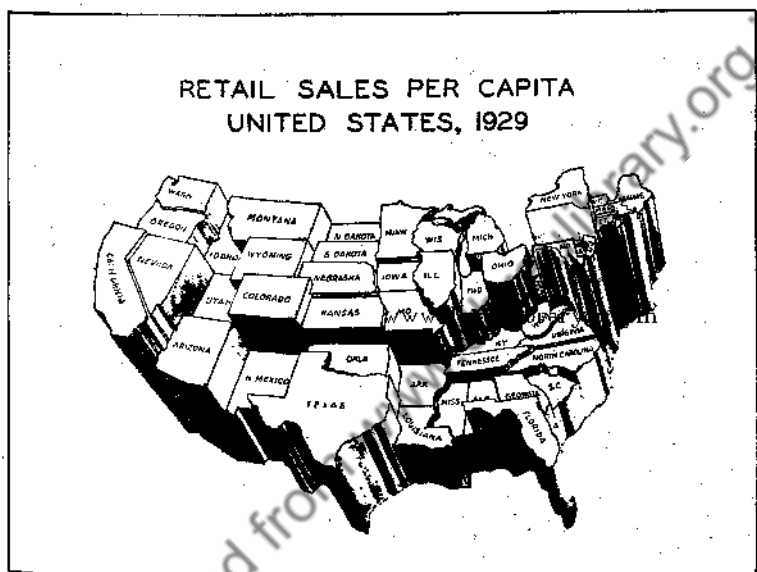 RETAIL SALES PER CAPITA
UNITED STATES, 1929
WASH
OREGON
MONTANA
IDAHO
WYOMING
NEVADA
UTAH
COLORADO
ARIZONA
N MEXICO
N DAKOTA
S DAKOTA
NEBRASKA
KANSAS
OKLA
TEXAS
MINN
IOWA
MO
ARK
LOUISIANA
WIS
ILL
MICH
IND
OHIO
KY
TENNESSEE
MISS
ALA
GEORGIA
FLORIDA
S.C.
NORTH CAROLINA
VIRGINIA
NEW YORK
MAINE